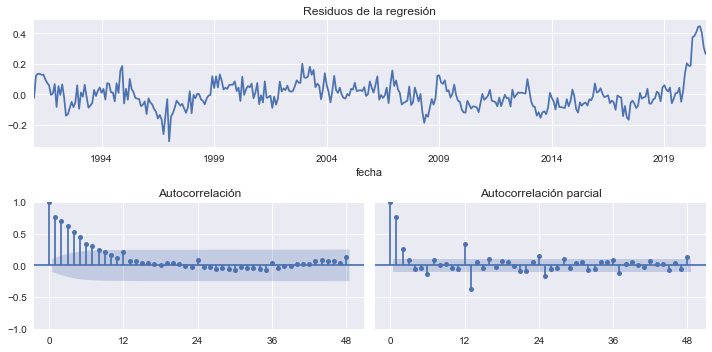 Residuos de la regresión
0.4
0.2
0.0
−0.2
1994 1999 2004 2009 2014 2019
fecha
Autocorrelación
1.0
0.5
0.0
−0.5
−1.0
0 12 24 36 48
Autocorrelación parcial
0 12 24 36 48